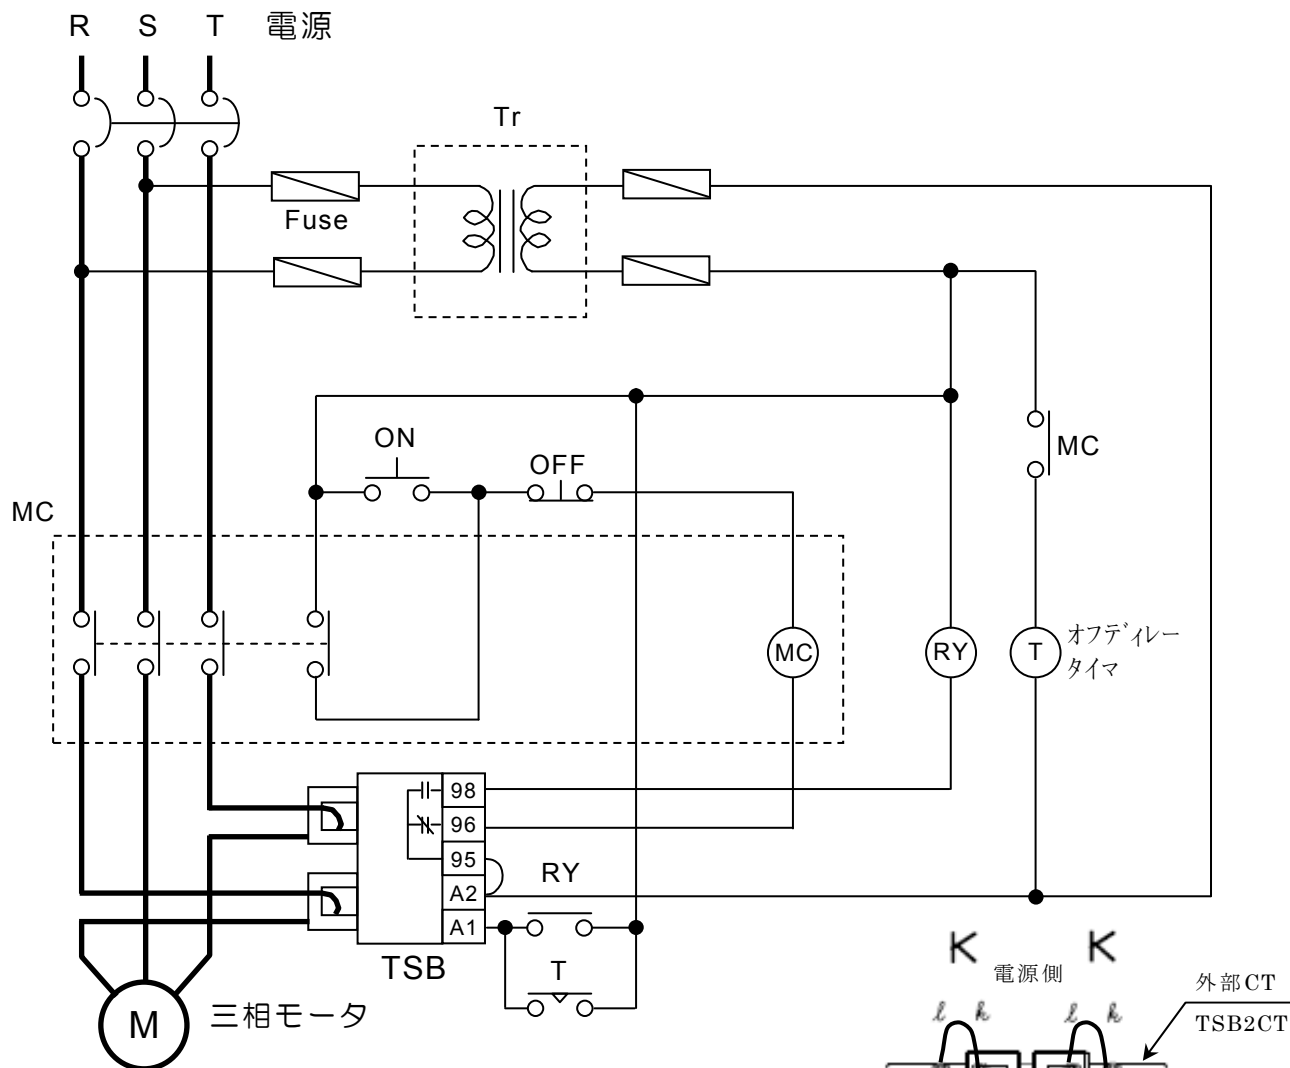 R S T 電源
Tr
Fuse
ON
OFF
MC
MC
MC
RY
T
オフディレー
タイマ
98
96
95
A2
A1
RY
T
TSB
M
三相モータ
K K
電源側
外部CT
TSB2CT
l k l k